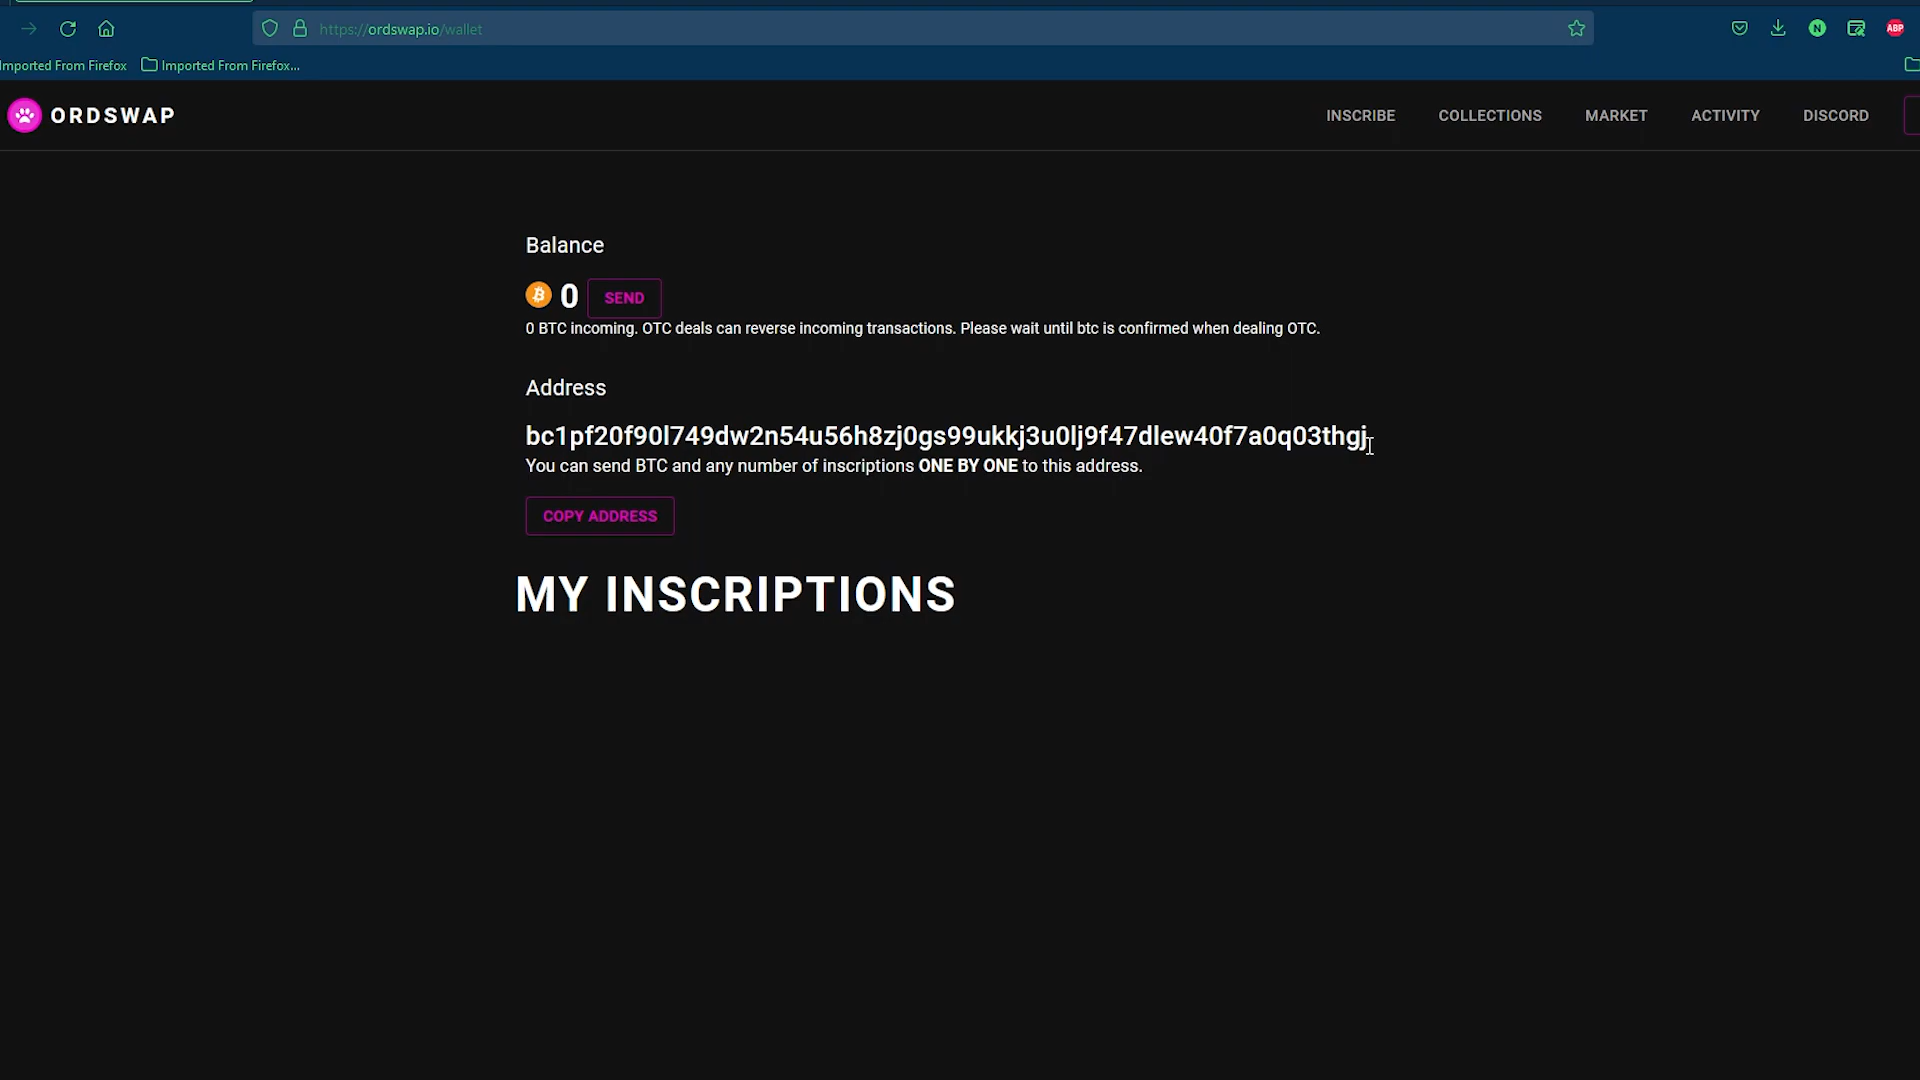 https://ordswap.io/wallet
N
ABP
Imported From Firefox
Imported From Firefox...
ORDSWAP
INSCRIBE
COLLECTIONS
MARKET
ACTIVITY
DISCORD
Balance
0
SEND
0 BTC incoming. OTC deals can reverse incoming transactions. Please wait until btc is confirmed when dealing OTC.
Address
bc1pf20f90l749dw2n54u56h8zj0gs99ukkj3u0lj9f47dlew40f7a0q03thgj
You can send BTC and any number of inscriptions ONE BY ONE to this address.
COPY ADDRESS
MY INSCRIPTIONS